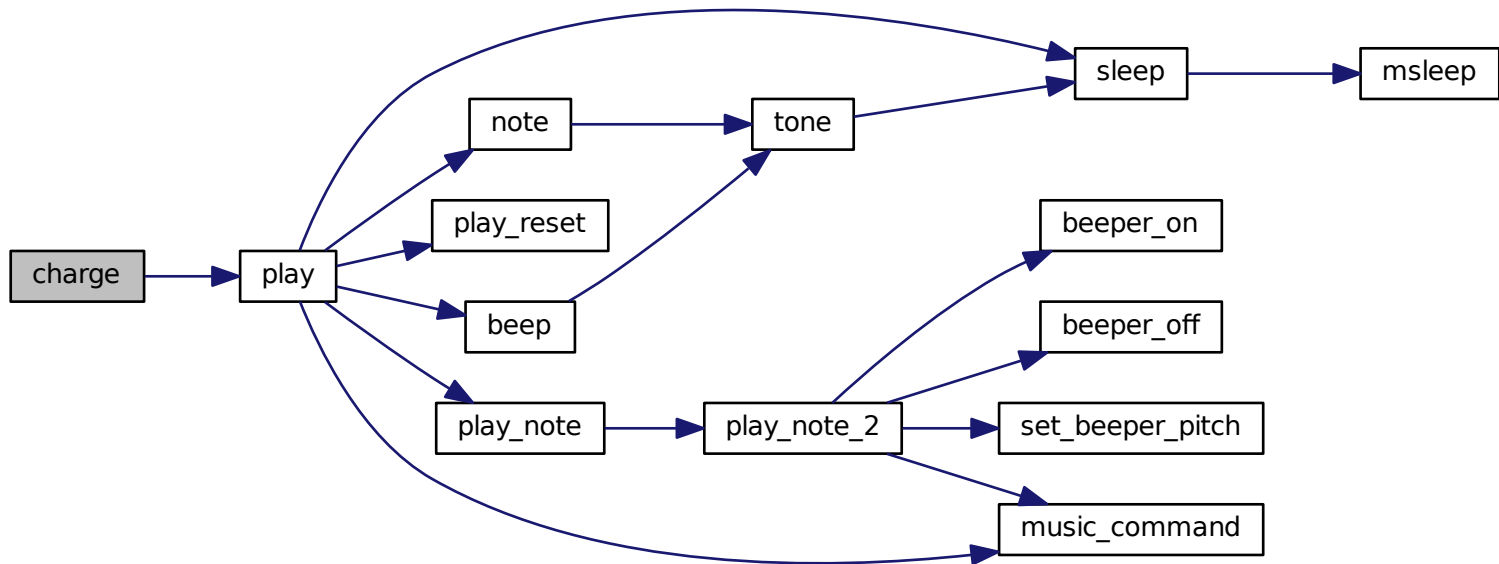 charge
play
sleep
msleep
note
tone
play_reset
beep
play_note
play_note_2
beeper_on
beeper_off
set_beeper_pitch
music_command